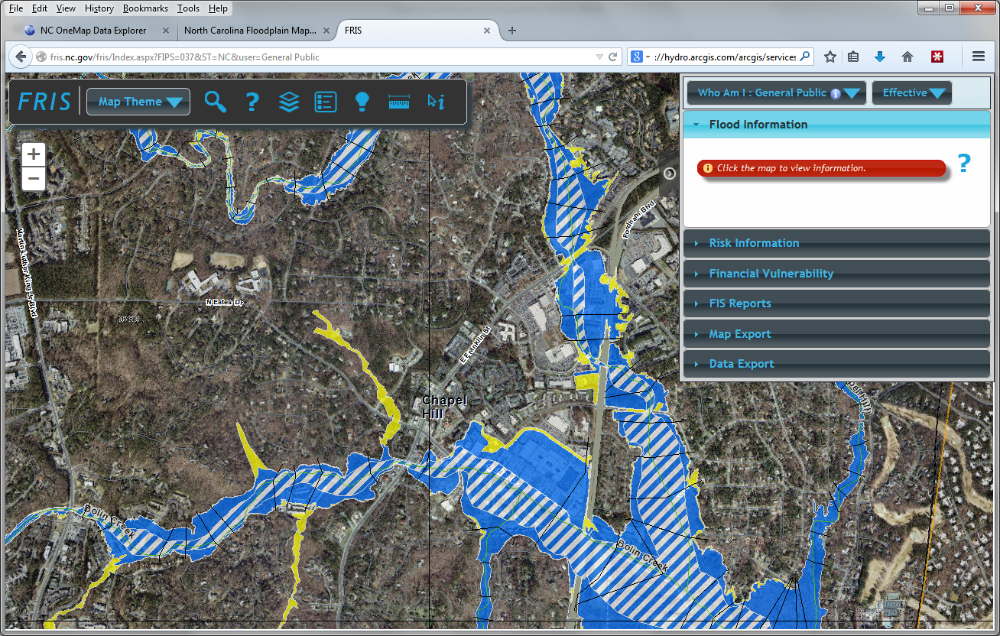 File Edit View History Bookmarks Tools Help
NC OneMap Data Explorer
North Carolina Floodplain Map...
FRIS
fris.nc.gov/fris/Index.aspx?FIPS=037&ST=NC&user=General Public
://hydro.arcgis.com/arcgis/services
FRIS
Map Theme
Who Am I : General Public
Effective
Flood Information
Click the map to view information.
Risk Information
Financial Vulnerability
FIS Reports
Map Export
Data Export
Fordham Blvd
Martin Luther King Jr Blvd
N Estes Dr
E Franklin St
Chapel
Hill
Bolin Creek
Bolin Creek